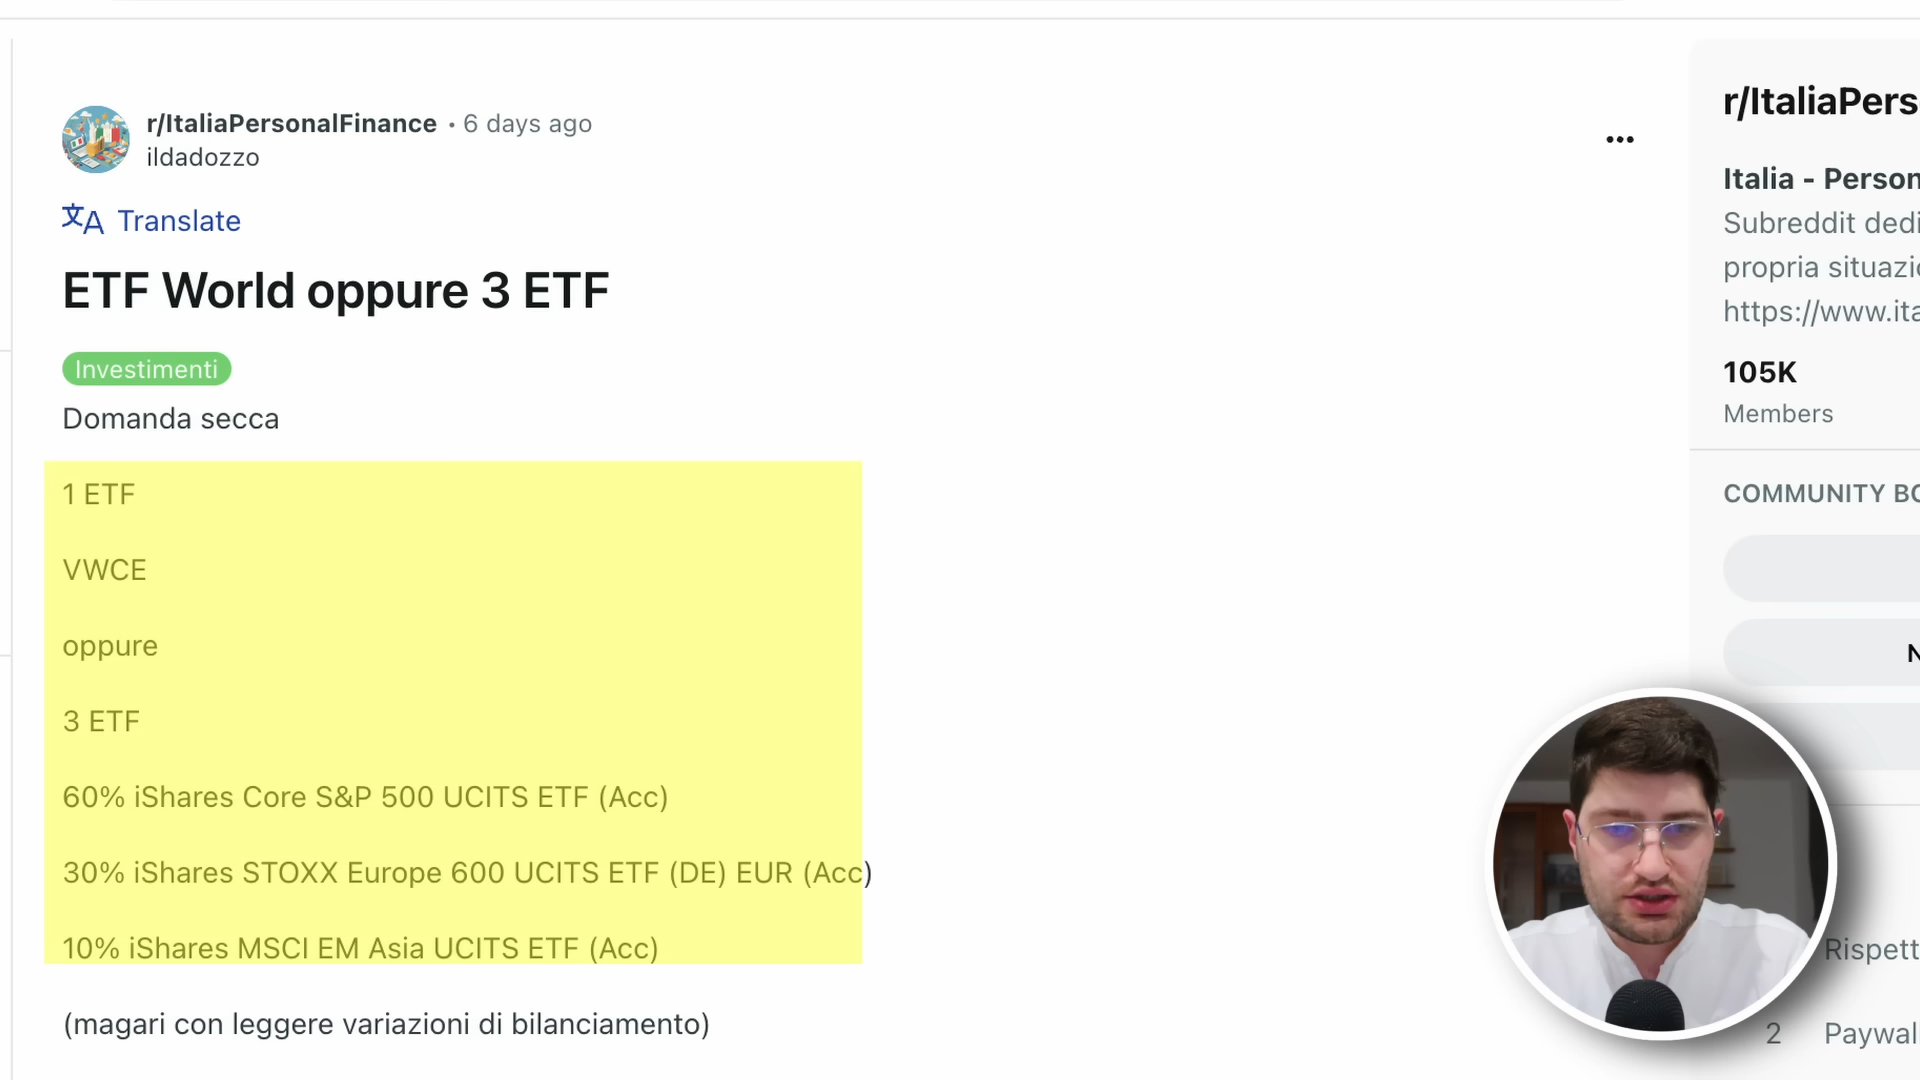 r/ItaliaPersonalFinance • 6 days ago
ildadozzo
Translate
ETF World oppure 3 ETF
Investimenti
Domanda secca
1 ETF
VWCE
oppure
3 ETF
60% iShares Core S&P 500 UCITS ETF (Acc)
30% iShares STOXX Europe 600 UCITS ETF (DE) EUR (Acc)
10% iShares MSCI EM Asia UCITS ETF (Acc)
(magari con leggere variazioni di bilanciamento)
r/ItaliaPers
Italia - Person
Subreddit dedi
propria situazio
https://www.ita
105K
Members
COMMUNITY BO
N
Rispett
2 Paywal